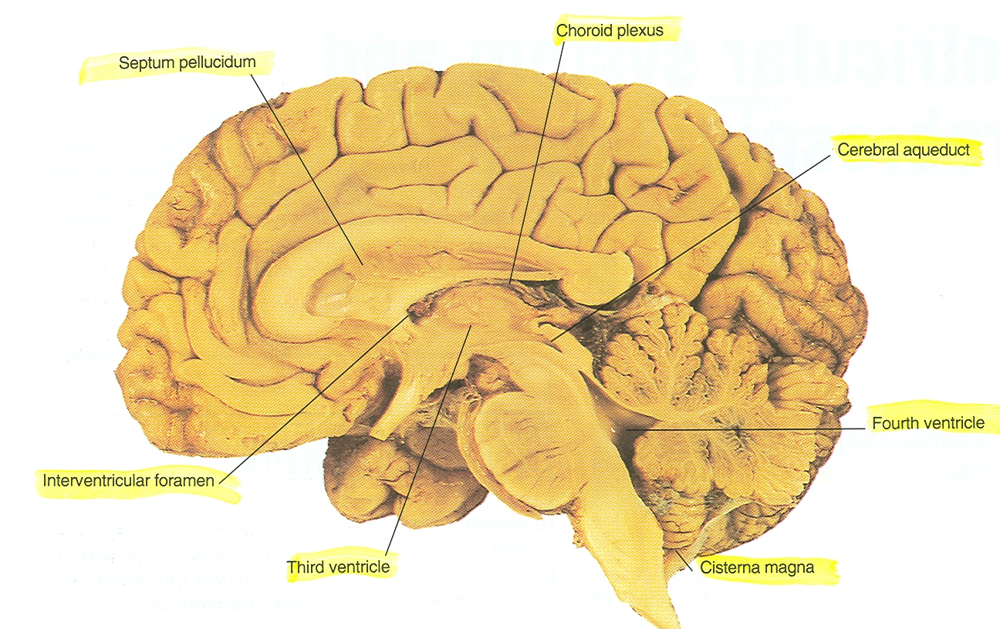 Choroid plexus
Septum pellucidum
Cerebral aqueduct
Fourth ventricle
Interventricular foramen
Third ventricle
Cisterna magna